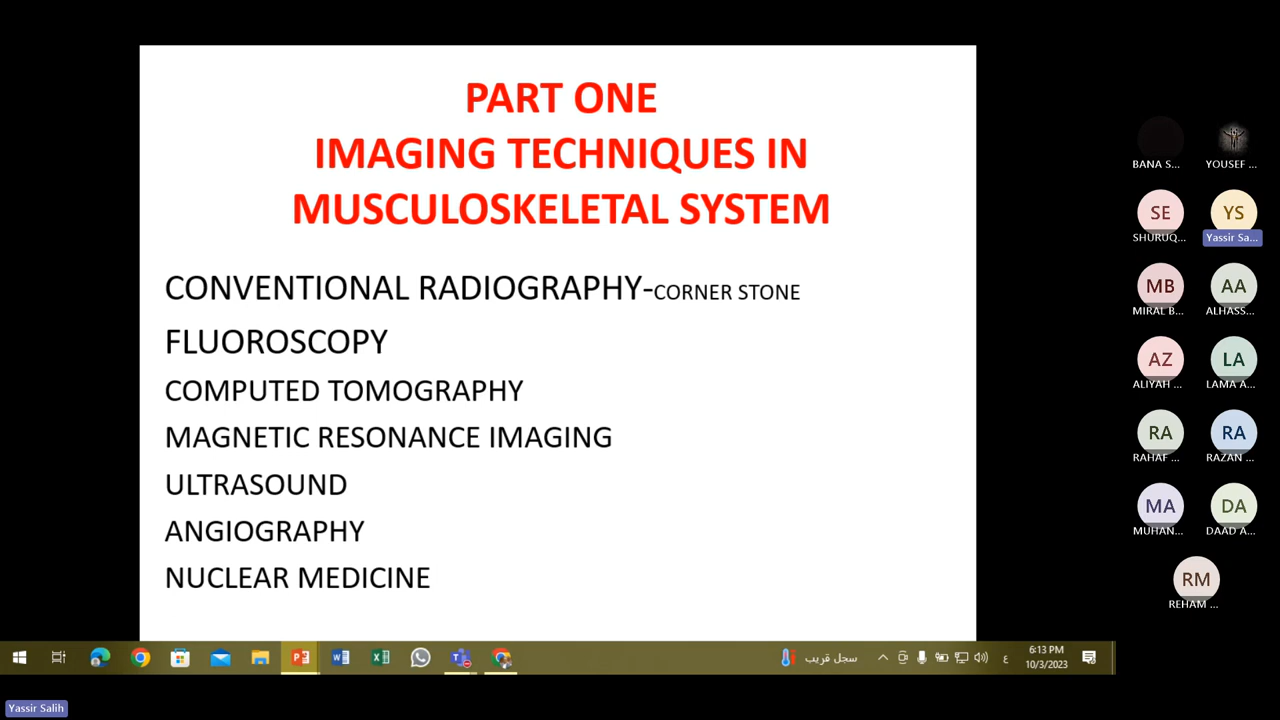 PART ONE
IMAGING TECHNIQUES IN
MUSCULOSKELETAL SYSTEM
CONVENTIONAL RADIOGRAPHY-CORNER STONE
FLUOROSCOPY
COMPUTED TOMOGRAPHY
MAGNETIC RESONANCE IMAGING
ULTRASOUND
ANGIOGRAPHY
NUCLEAR MEDICINE
BANA S...
YOUSEF ...
SE
SHURUQ...
YS
Yassir Sa...
MB
MIRAL B...
AA
ALHASS...
AZ
ALIYAH ...
LA
LAMA A...
RA
RAHAF ...
RA
RAZAN ...
MA
MUHAN...
DA
DAAD A...
RM
REHAM ...
سجل قريب
ع
6:13 PM
10/3/2023
Yassir Salih